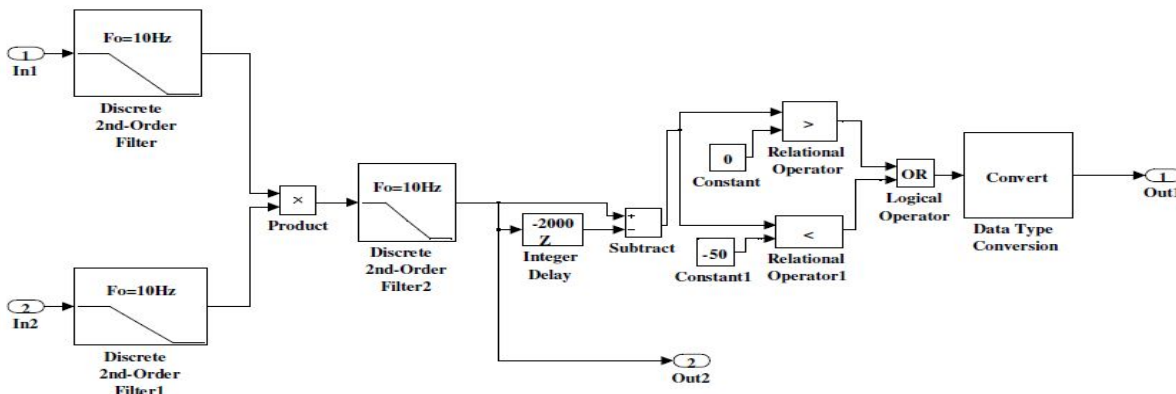 Fo=10Hz
1
In1
Discrete
2nd-Order
Filter
Fo=10Hz
2
In2
Discrete
2nd-Order
Filter1
×
Product
Fo=10Hz
Discrete
2nd-Order
Filter2
-2000
Z
Integer
Delay
+
−
Subtract
0
Constant
>
Relational
Operator
-50
Constant1
<
Relational
Operator1
OR
Logical
Operator
Convert
Data Type
Conversion
1
Out1
2
Out2